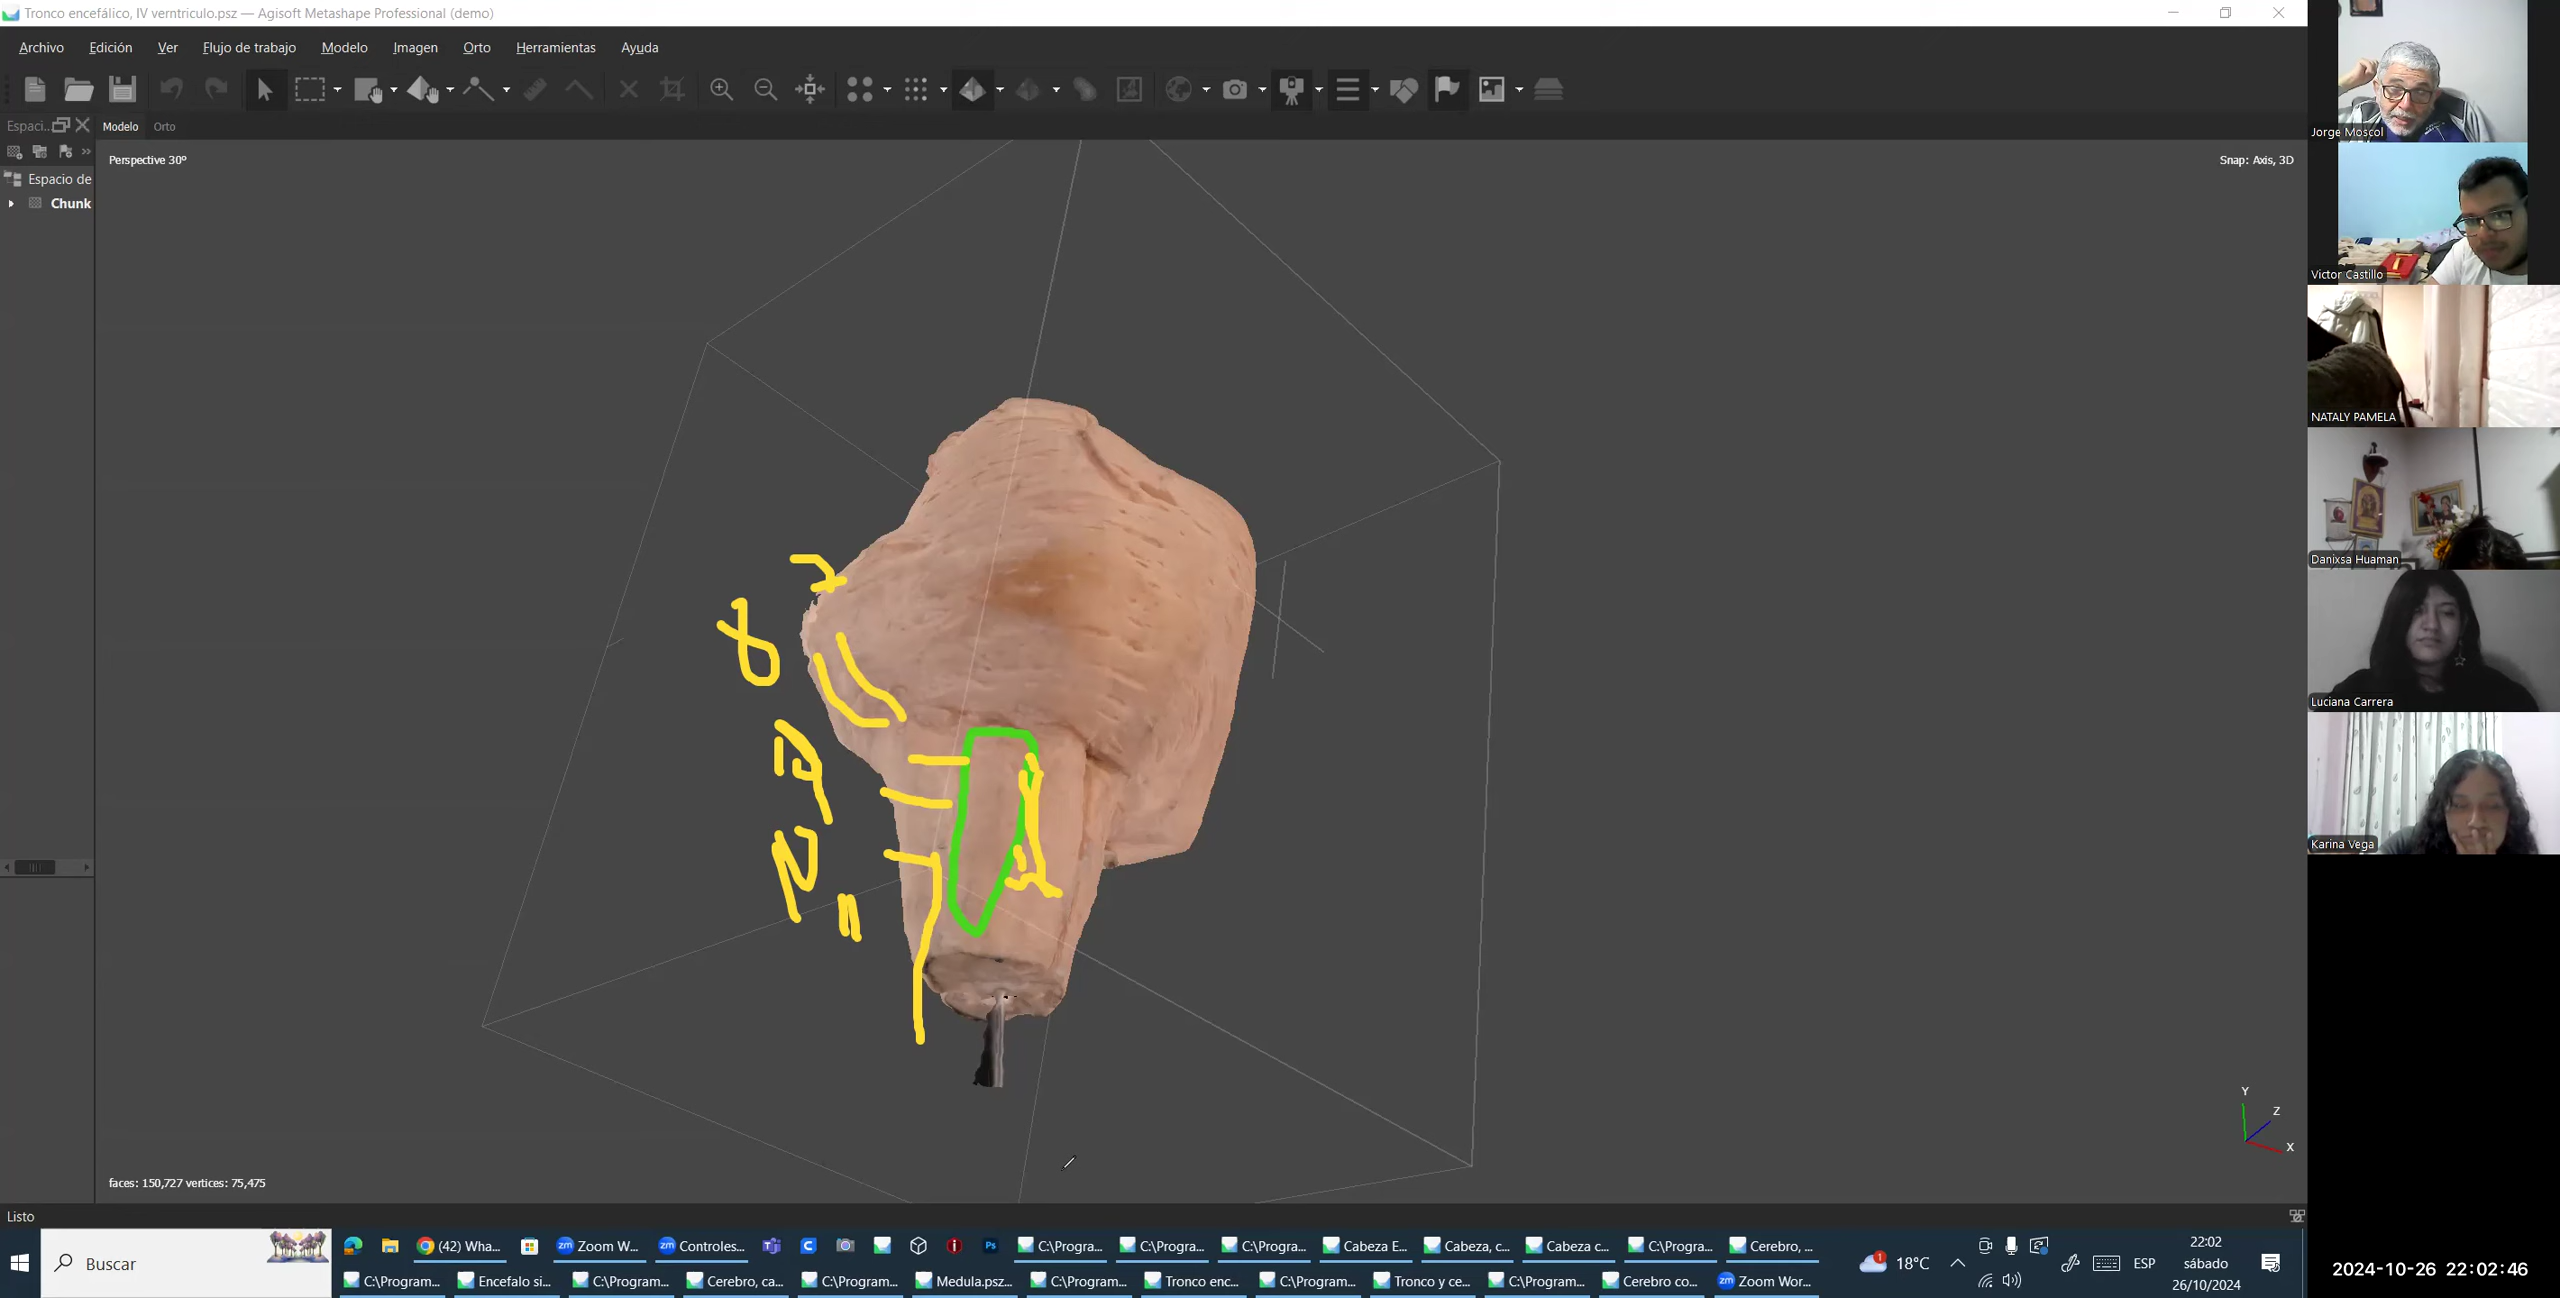 Tronco encefálico, IV verntriculo.psz — Agisoft Metashape Professional (demo)
Archivo Edición Ver Flujo de trabajo Modelo Imagen Orto Herramientas Ayuda
Espaci... Modelo Orto
Perspective 30º
Snap: Axis, 3D
Espacio de
Chunk
7
8
Y
Z
X
faces: 150,727 vertices: 75,475
Listo
Jorge Moscol
Victor Castillo
NATALY PAMELA
Danixsa Huaman
Luciana Carrera
Karina Vega
Buscar
(42) Wha... Zoom W... Controles... C:\Progra... C:\Progra... C:\Progra... Cabeza E... Cabeza, c... Cabeza c... C:\Progra... Cerebro, ...
C:\Program... Encefalo si... C:\Program... Cerebro, ca... C:\Program... Medula.psz... C:\Program... Tronco enc... C:\Program... Tronco y ce... C:\Program... Cerebro co... Zoom Wor...
1 18°C ESP
22:02
sábado
26/10/2024
2024-10-26 22:02:46